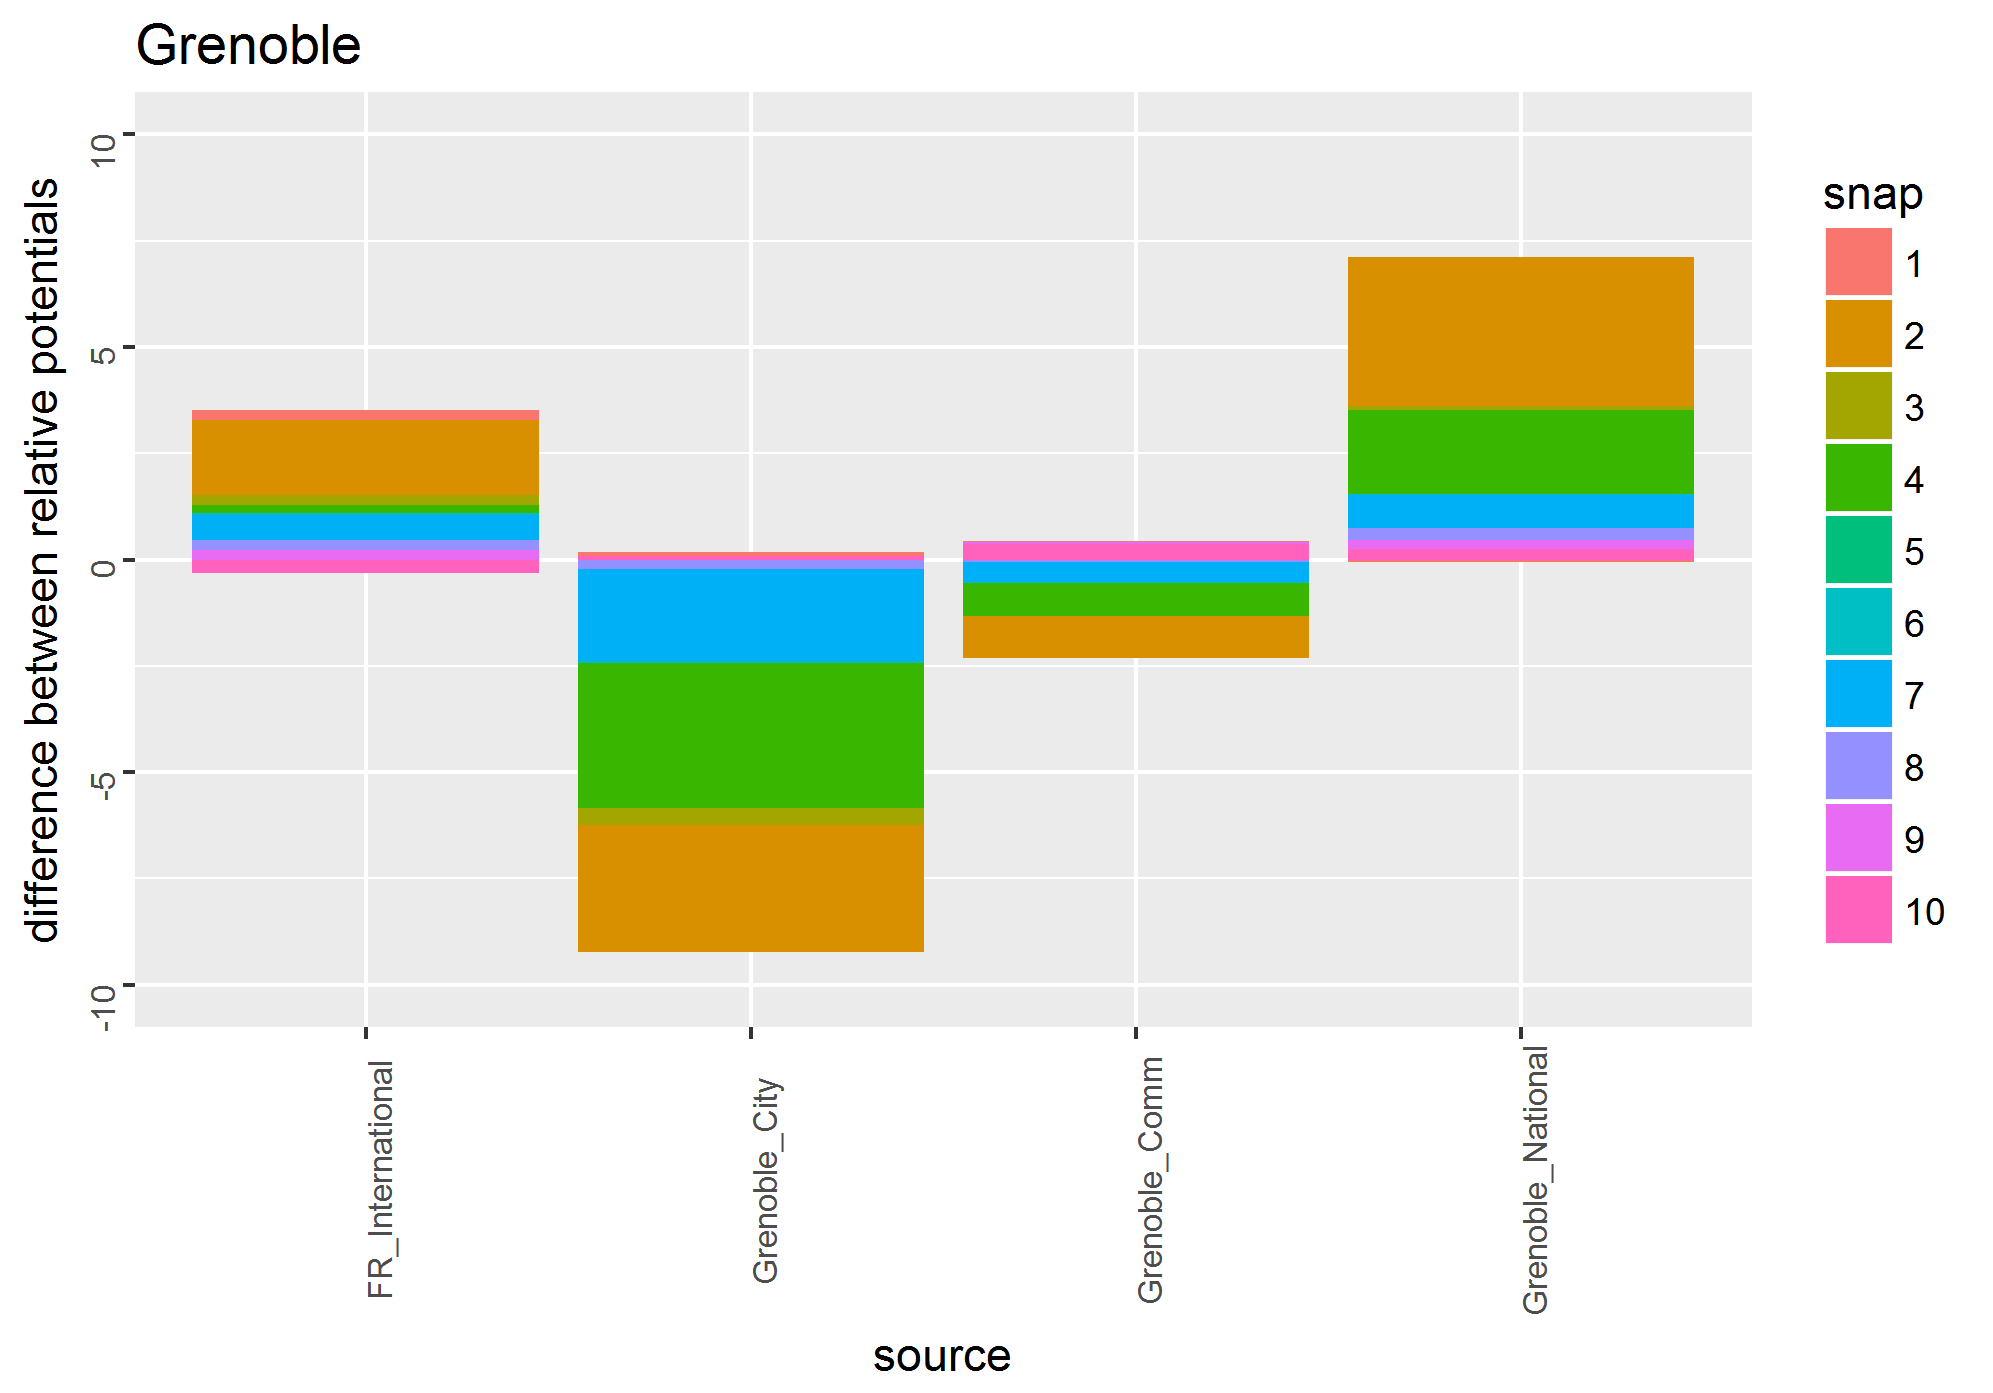 Grenoble
difference between relative potentials
10
5
0
-5
-10
FR_International
Grenoble_City
Grenoble_Comm
Grenoble_National
source
snap
1
2
3
4
5
6
7
8
9
10